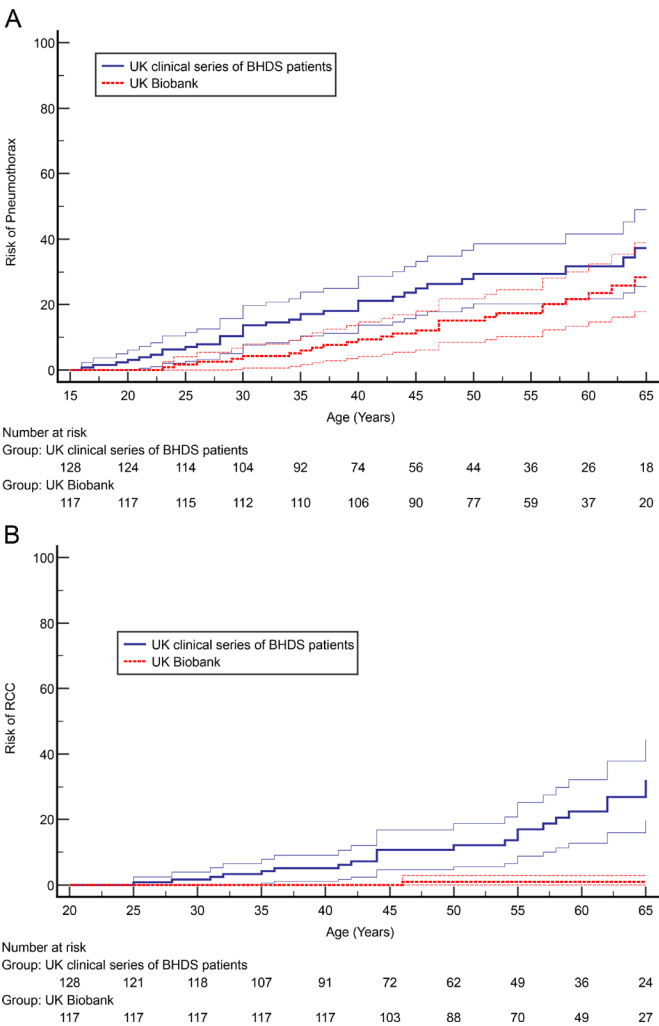 A
100
80
60
40
20
0
Risk of Pneumothorax
UK clinical series of BHDS patients
UK Biobank
15 20 25 30 35 40 45 50 55 60 65
Age (Years)
Number at risk
Group: UK clinical series of BHDS patients
128 124 114 104 92 74 56 44 36 26 18
Group: UK Biobank
117 117 115 112 110 106 90 77 59 37 20
B
100
80
60
40
20
0
Risk of RCC
UK clinical series of BHDS patients
UK Biobank
20 25 30 35 40 45 50 55 60 65
Age (Years)
Number at risk
Group: UK clinical series of BHDS patients
128 121 118 107 91 72 62 49 36 24
Group: UK Biobank
117 117 117 117 117 103 88 70 49 27